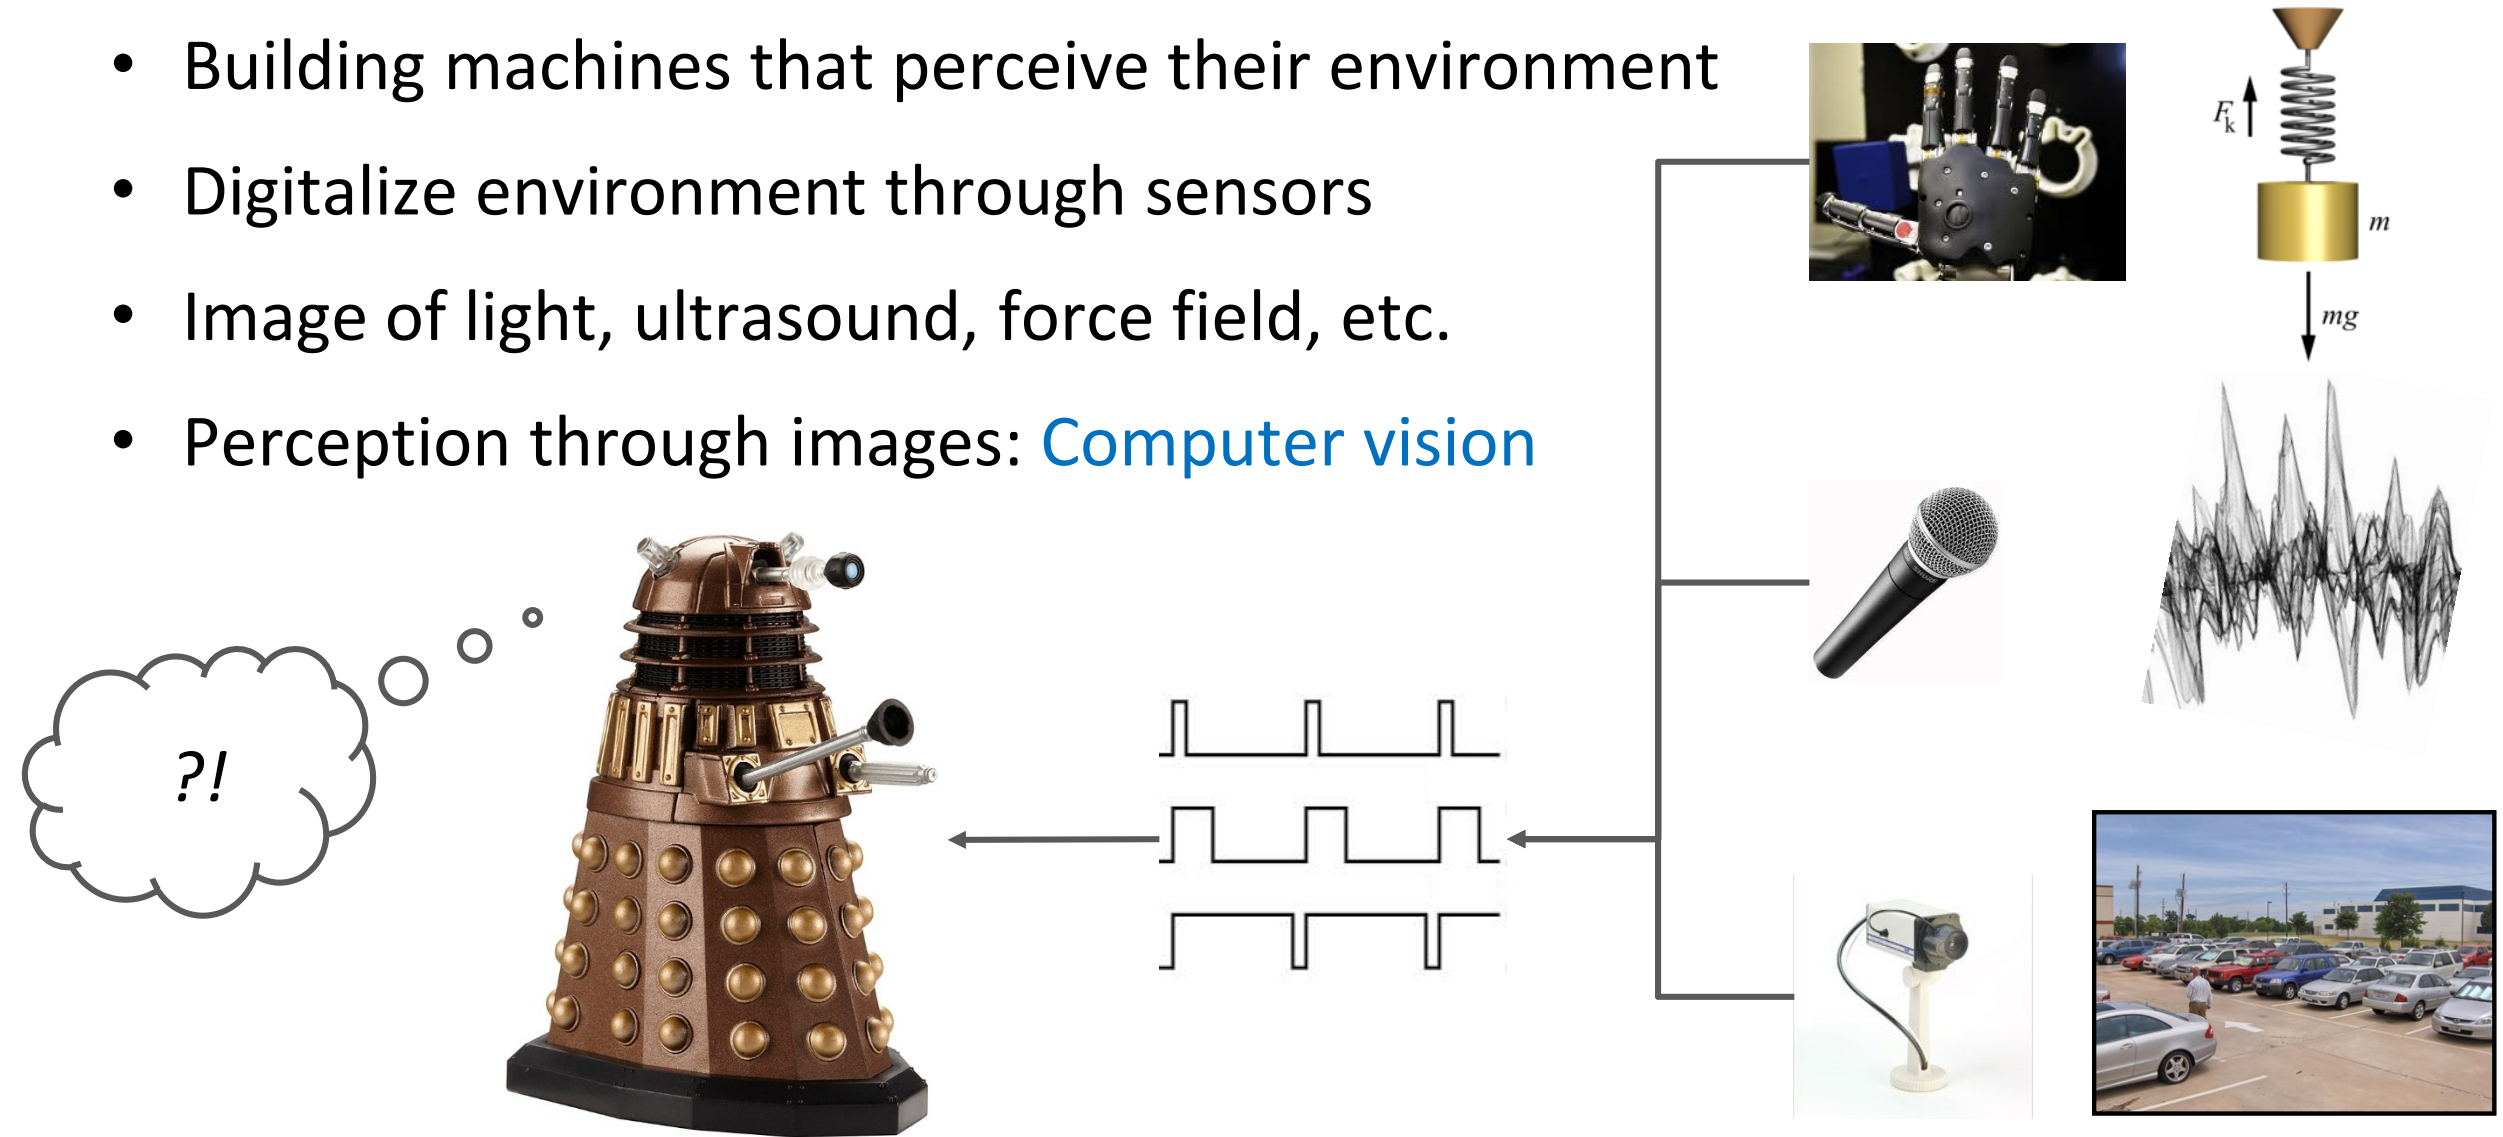 • Building machines that perceive their environment
• Digitalize environment through sensors
• Image of light, ultrasound, force field, etc.
• Perception through images: Computer vision
F_k
m
mg
?!